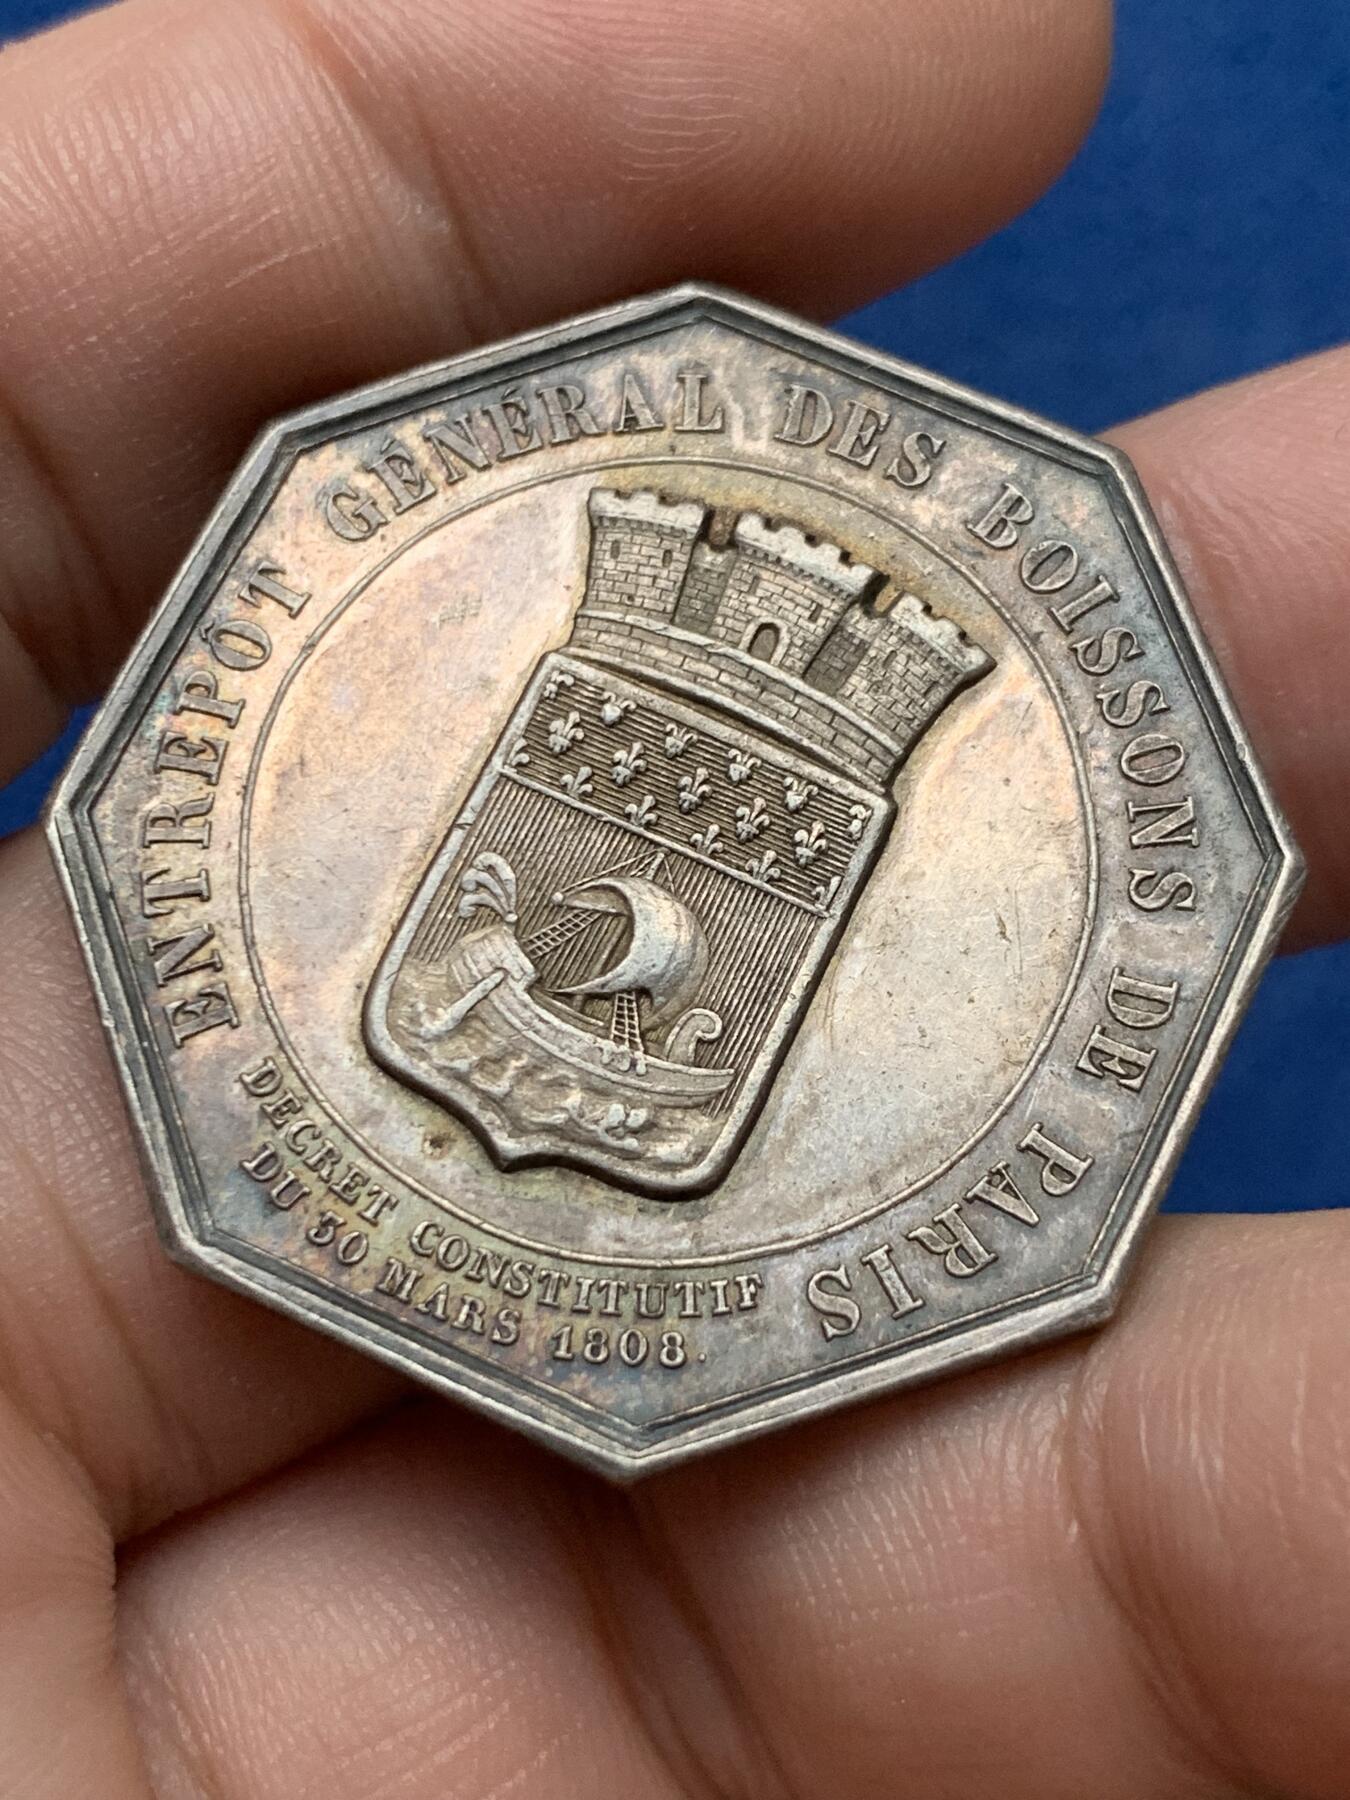 ENTREPÔT GÉNÉRAL DES BOISSONS DE PARIS
DÉCRET CONSTITUTIF
DU 30 MARS 1808.